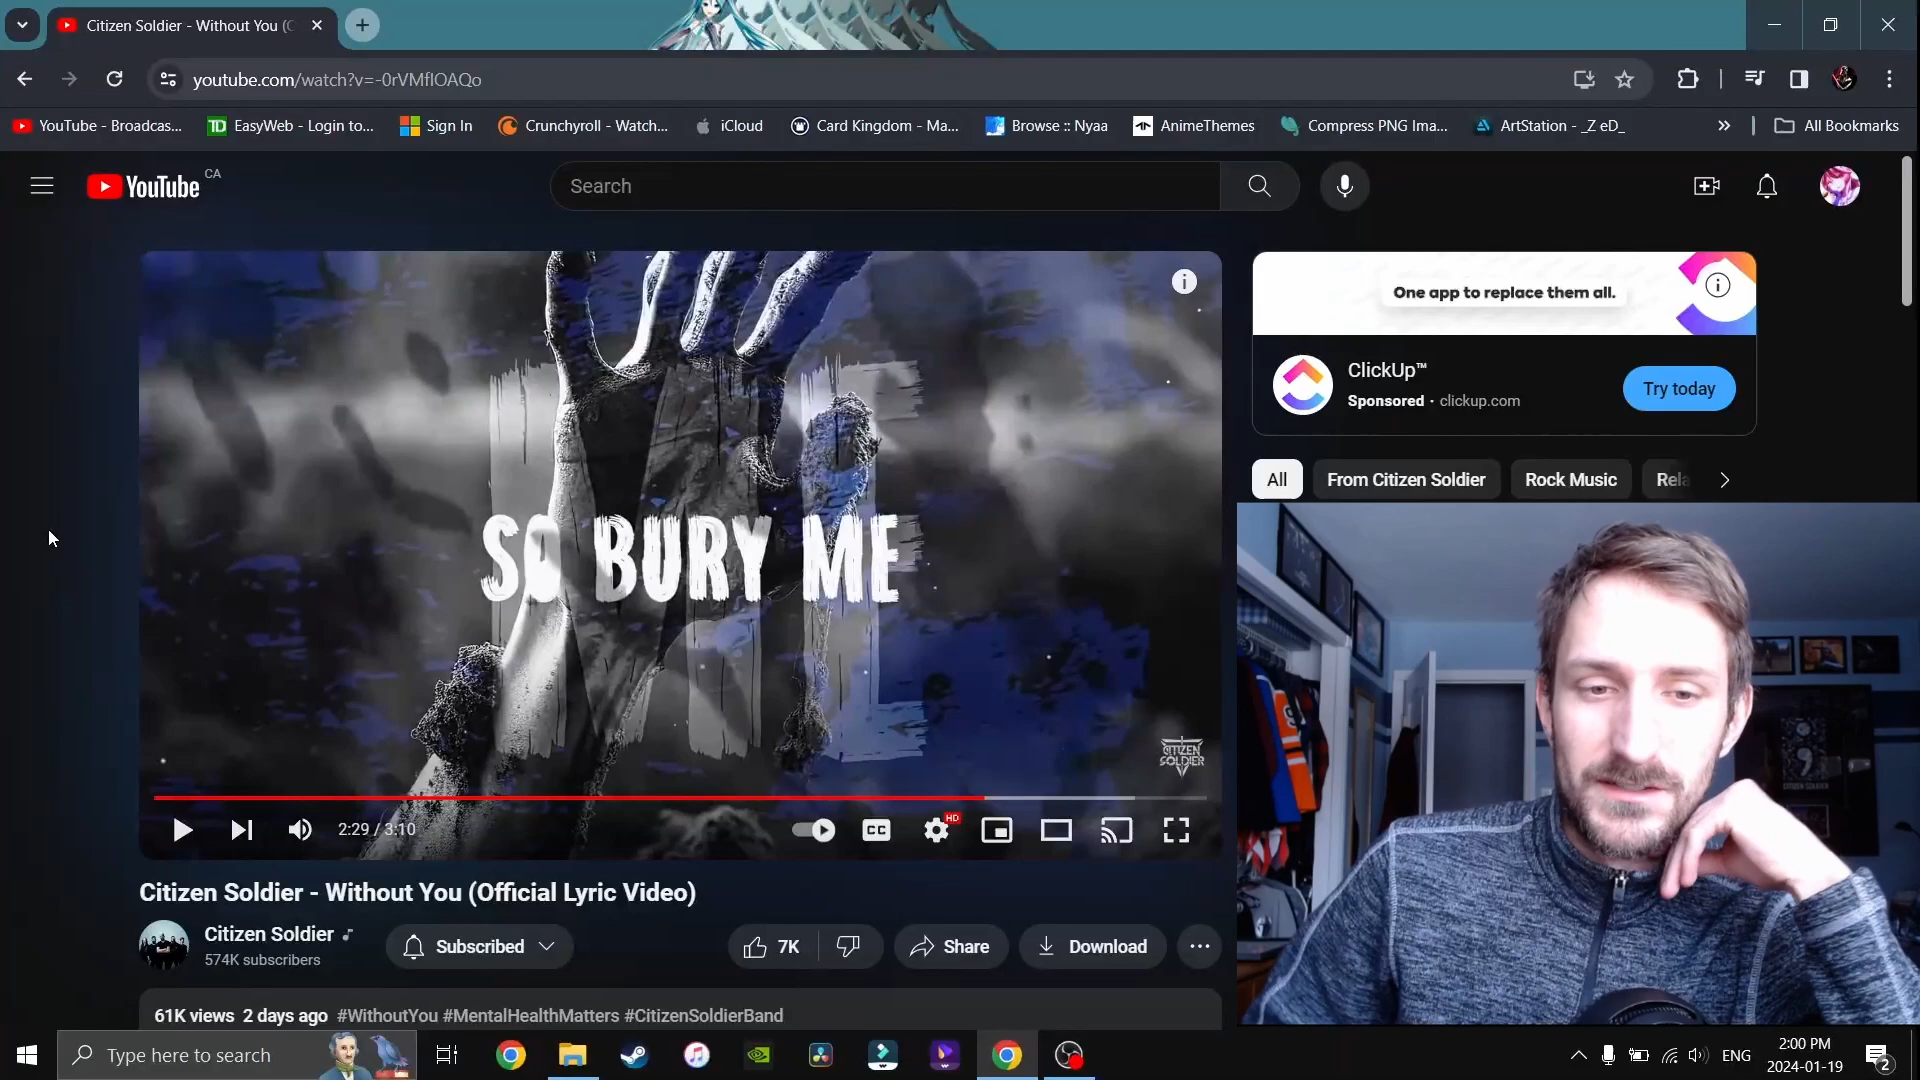 Citizen Soldier - Without You (
youtube.com/watch?v=-0rVMflOAQo
YouTube - Broadcas...
EasyWeb - Login to...
Sign In
Crunchyroll - Watch...
iCloud
Card Kingdom - Ma...
Browse :: Nyaa
AnimeThemes
Compress PNG Ima...
ArtStation - _Z eD_
All Bookmarks
YouTube CA
Search
One app to replace them all.
ClickUp™
Sponsored · clickup.com
Try today
All
From Citizen Soldier
Rock Music
Rela
SO BURY ME
CITIZEN
SOLDIER
2:29 / 3:10
CC
HD
Citizen Soldier - Without You (Official Lyric Video)
Citizen Soldier
574K subscribers
Subscribed
7K
Share
Download
61K views 2 days ago #WithoutYou #MentalHealthMatters #CitizenSoldierBand
Type here to search
ENG
2:00 PM
2024-01-19
2